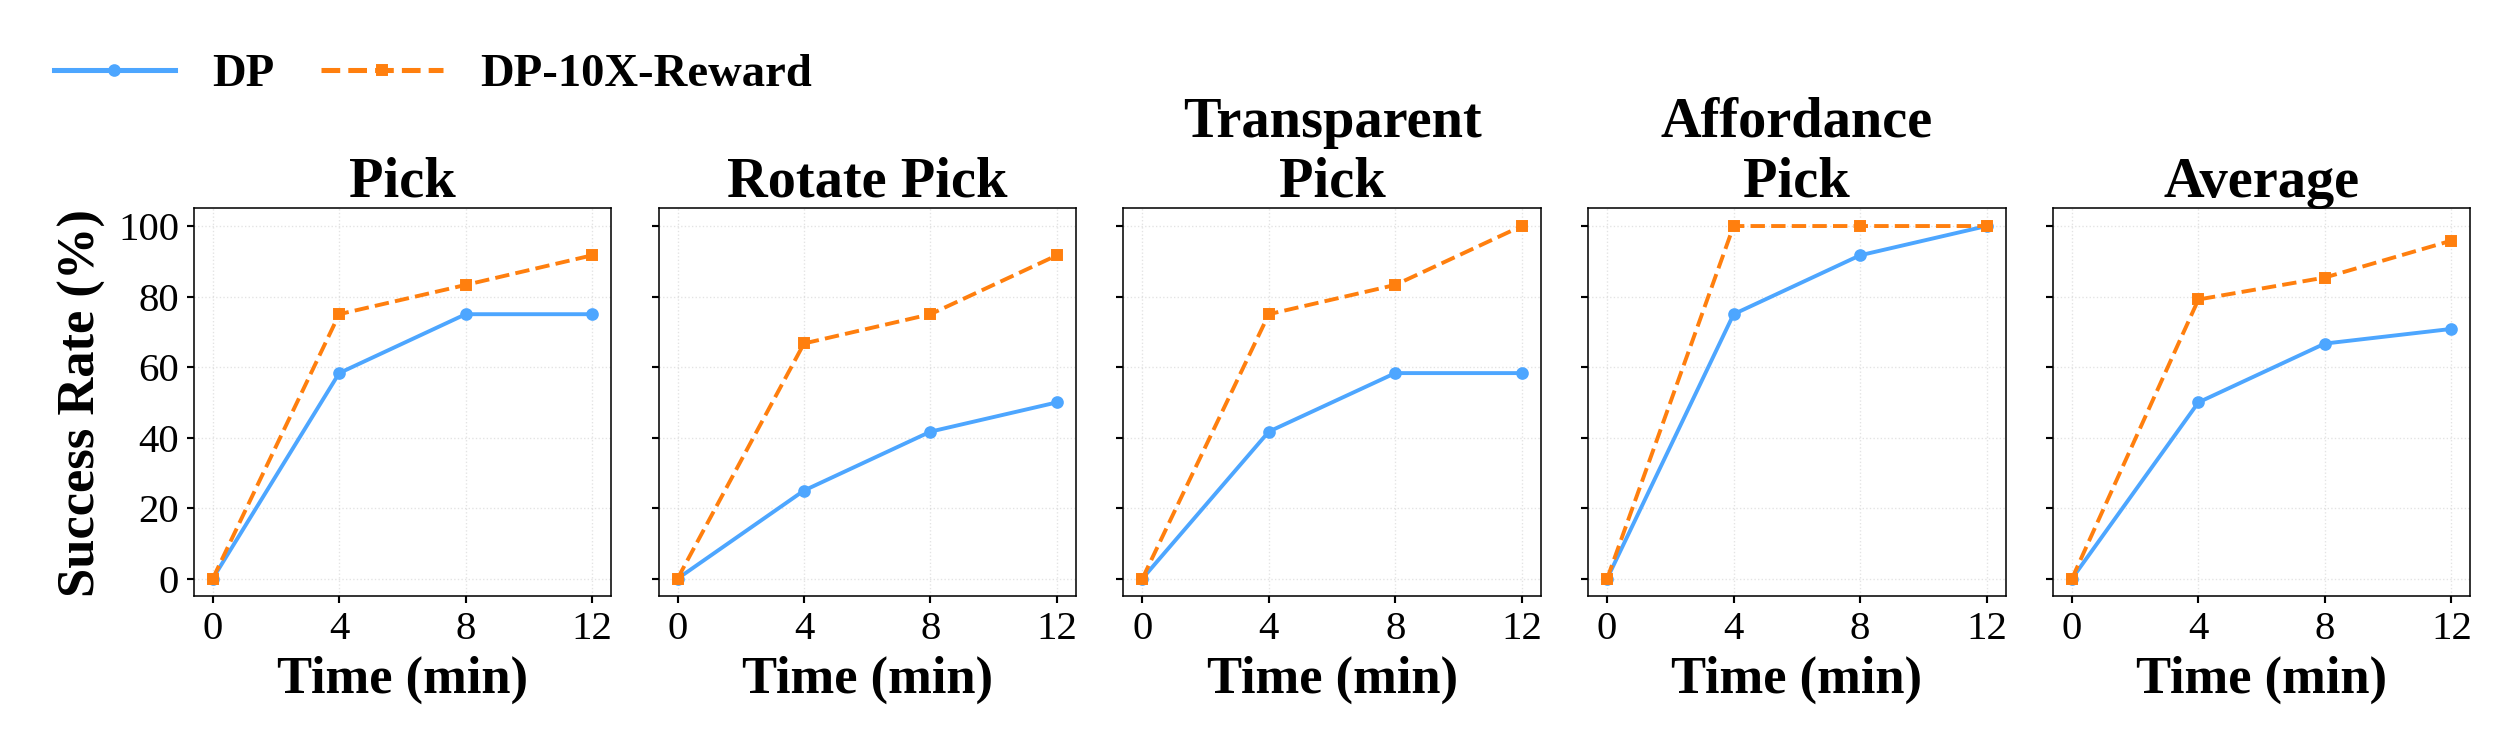 DP
DP-10X-Reward
Pick
Rotate Pick
Transparent
Pick
Affordance
Pick
Average
Success Rate (%)
100
80
60
40
20
0
0 4 8 12
0 4 8 12
0 4 8 12
0 4 8 12
0 4 8 12
Time (min)
Time (min)
Time (min)
Time (min)
Time (min)